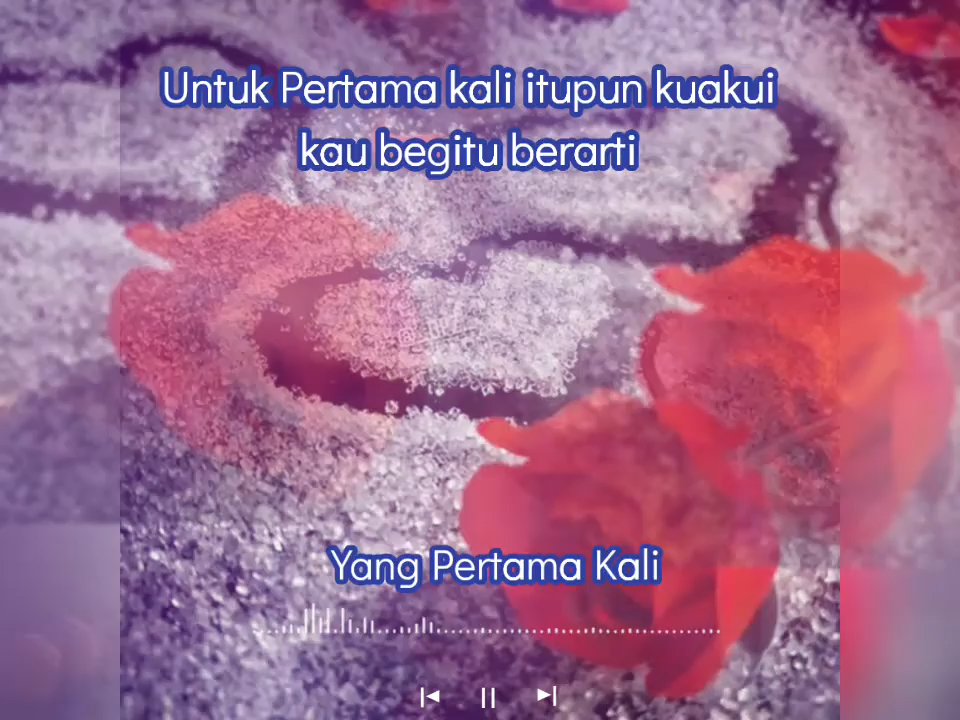 Untuk Pertama kali itupun kuakui
kau begitu berarti
Yang Pertama Kali